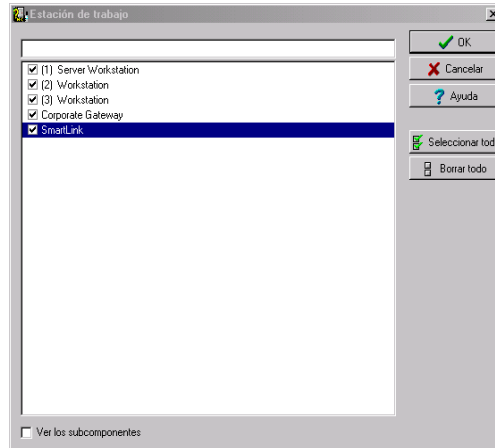 Estación de trabajo
OK
(1) Server Workstation
Cancelar
(2) Workstation
(3) Workstation
Ayuda
Corporate Gateway
SmartLink
Seleccionar tod
Borrar todo
Ver los subcomponentes